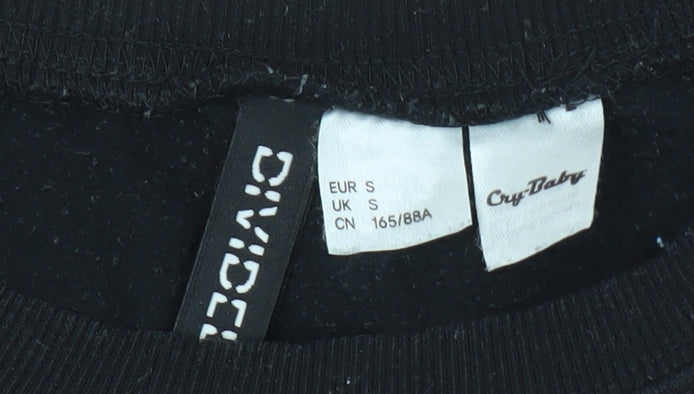 DIVIDE
EUR S
UK S
CN 165/88A
Cry-Baby